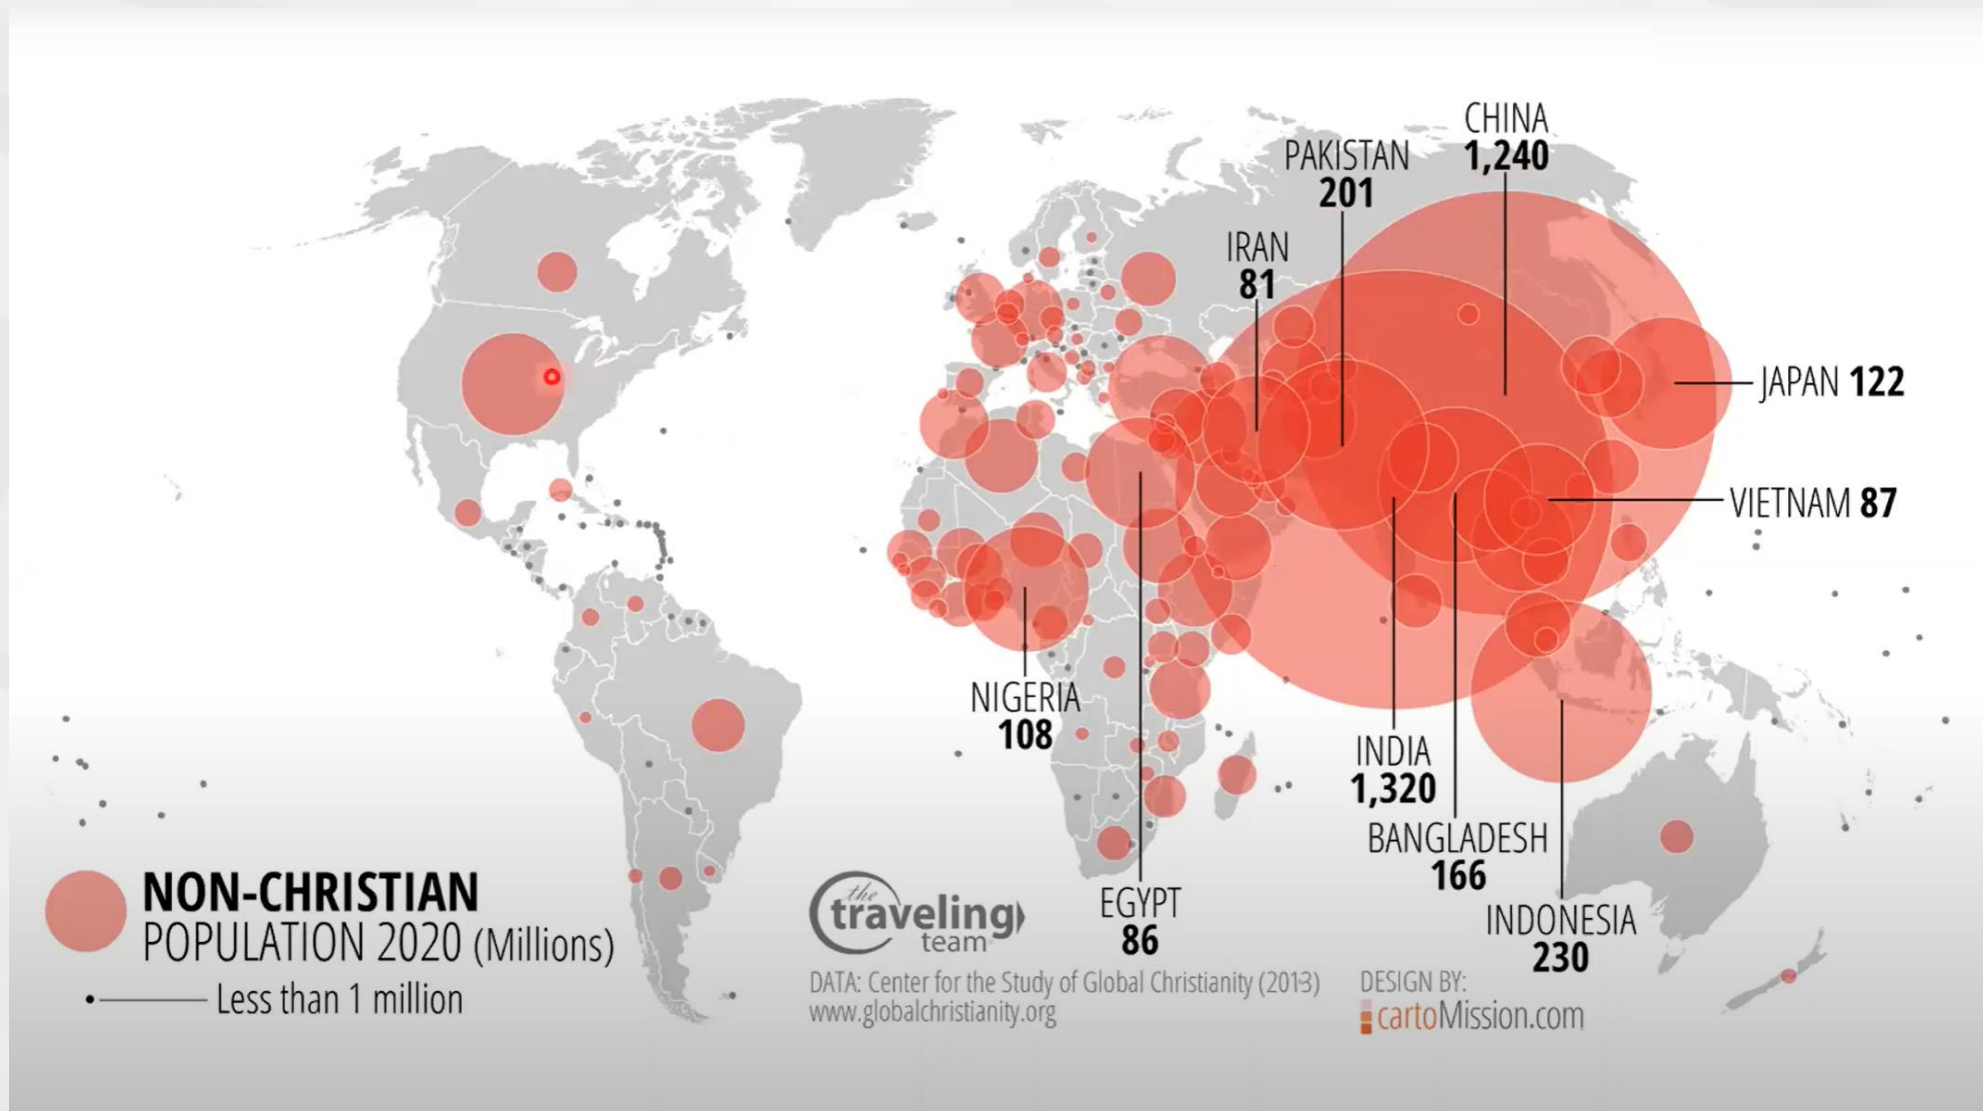 CHINA
1,240
PAKISTAN
201
IRAN
81
JAPAN 122
VIETNAM 87
NIGERIA
108
INDIA
1,320
BANGLADESH
166
EGYPT
86
INDONESIA
230
NON-CHRISTIAN
POPULATION 2020 (Millions)
Less than 1 million
the
traveling
team
DATA: Center for the Study of Global Christianity (2013)
www.globalchristianity.org
DESIGN BY:
cartoMission.com